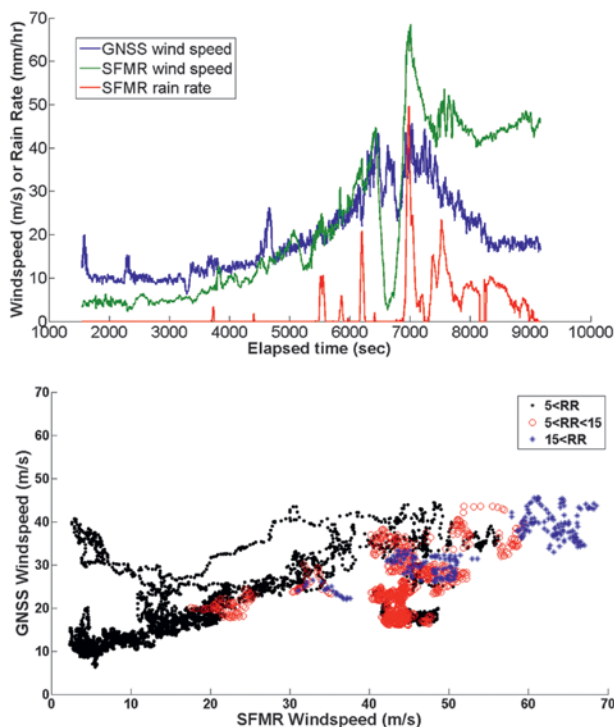 70
60
50
40
30
20
10
0
Windspeed (m/s) or Rain Rate (mm/hr)
GNSS wind speed
SFMR wind speed
SFMR rain rate
1000 2000 3000 4000 5000 6000 7000 8000 9000 10000
Elapsed time (sec)
70
60
50
40
30
20
10
0
GNSS Windspeed (m/s)
5<RR
5<RR<15
15<RR
0 10 20 30 40 50 60 70
SFMR Windspeed (m/s)